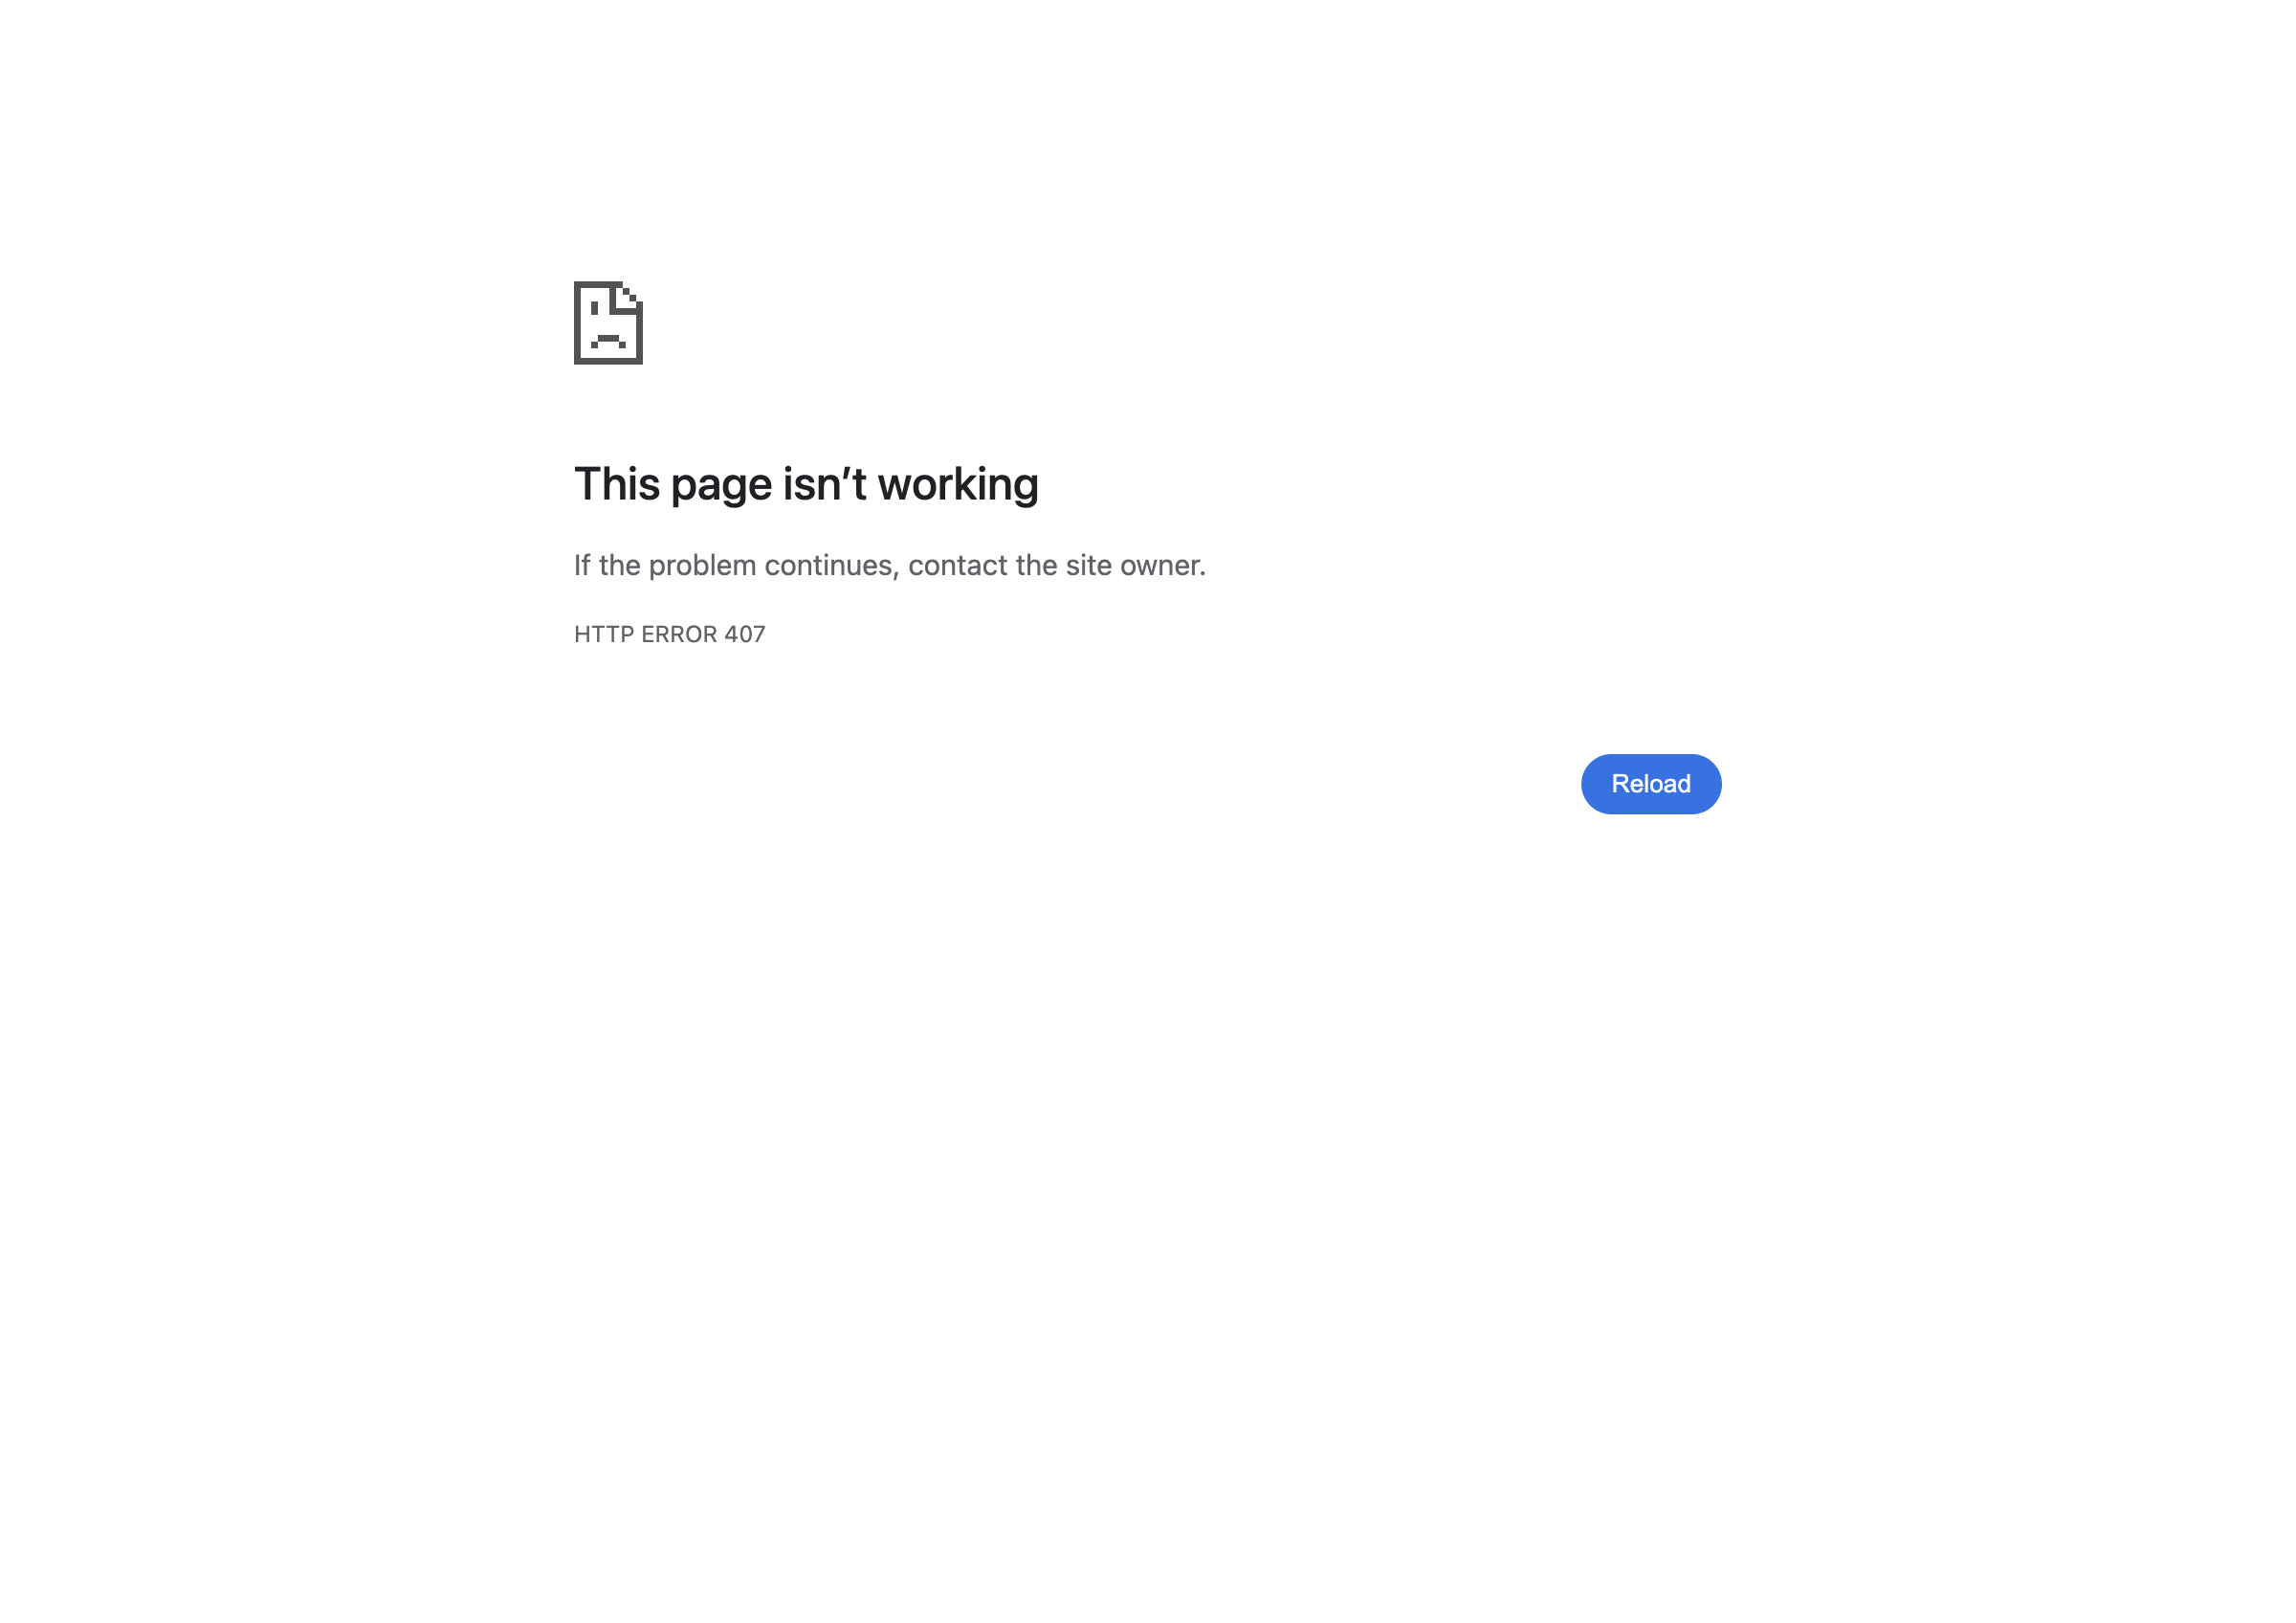 This page isn’t working
If the problem continues, contact the site owner.
HTTP ERROR 407
Reload